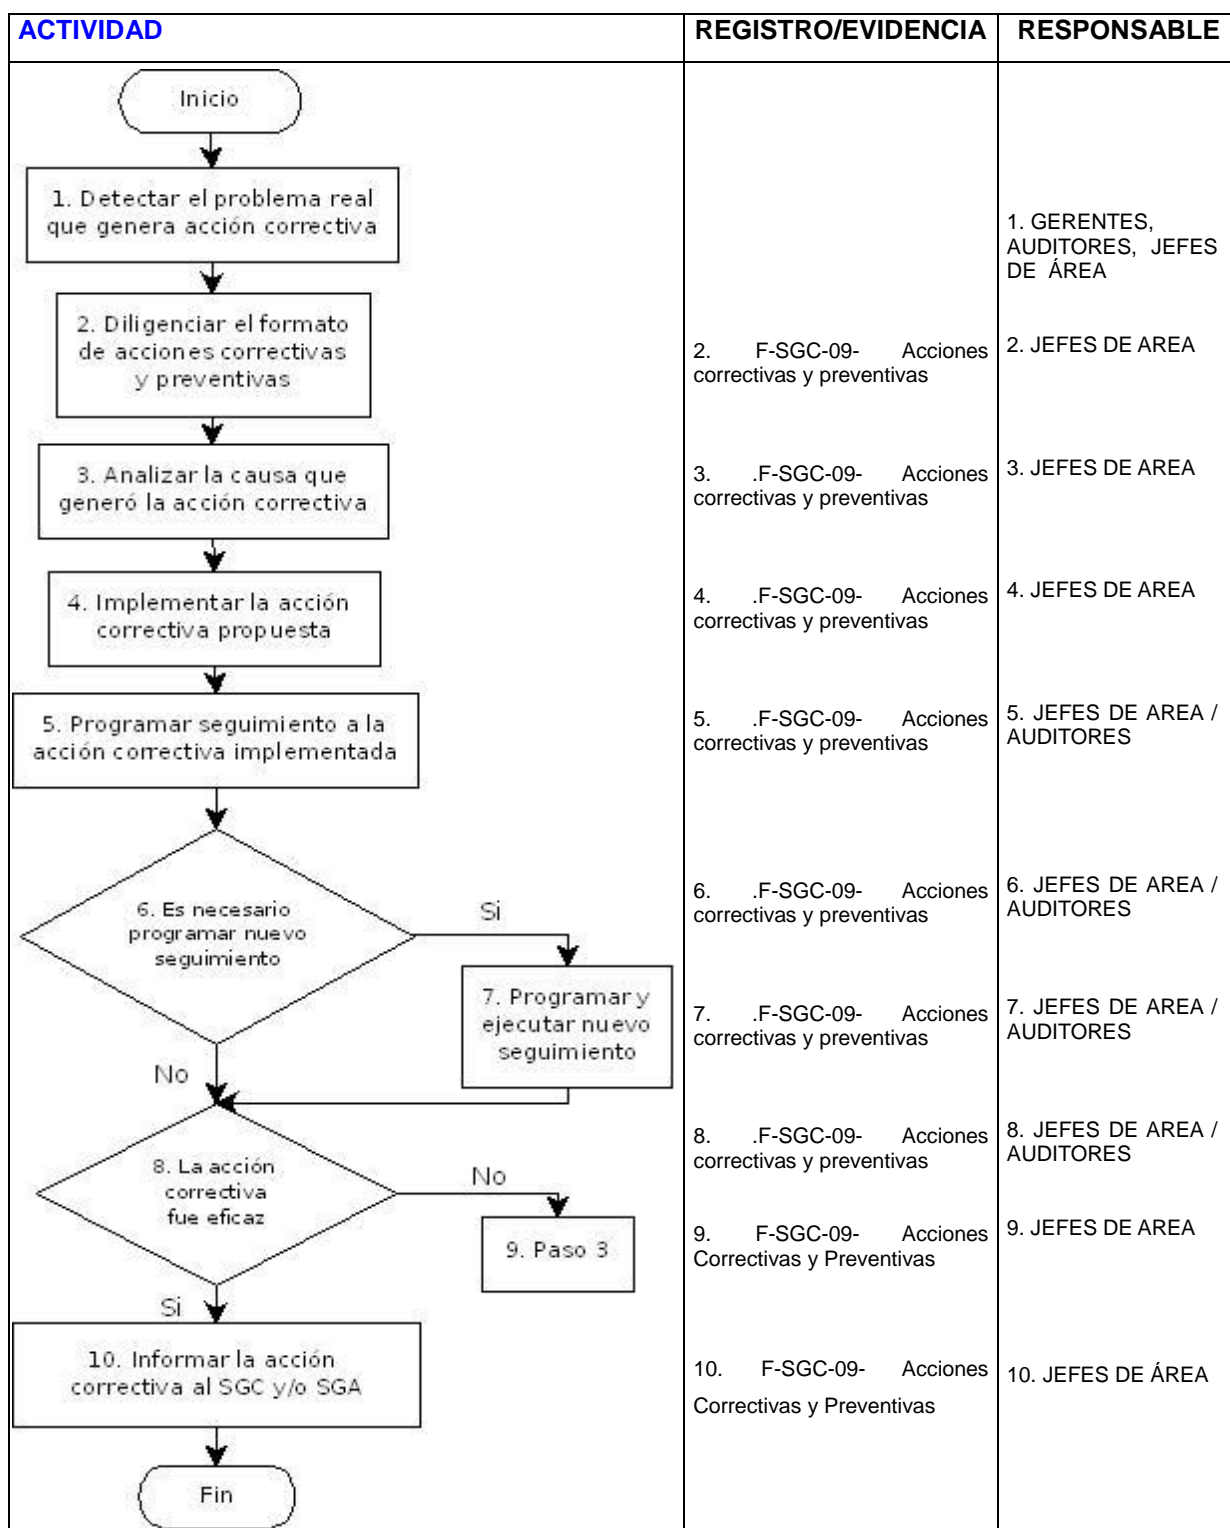 ACTIVIDAD
REGISTRO/EVIDENCIA
RESPONSABLE
Inicio
1. Detectar el problema real
que genera acción correctiva
2. Diligenciar el formato
de acciones correctivas
y preventivas
3. Analizar la causa que
generó la acción correctiva
4. Implementar la acción
correctiva propuesta
5. Programar seguimiento a la
acción correctiva implementada
6. Es necesario
programar nuevo
seguimiento
Si
7. Programar y
ejecutar nuevo
seguimiento
No
8. La acción
correctiva
fue eficaz
No
9. Paso 3
Si
10. Informar la acción
correctiva al SGC y/o SGA
Fin
2. F-SGC-09- Acciones
correctivas y preventivas
3. .F-SGC-09- Acciones
correctivas y preventivas
4. .F-SGC-09- Acciones
correctivas y preventivas
5. .F-SGC-09- Acciones
correctivas y preventivas
6. .F-SGC-09- Acciones
correctivas y preventivas
7. .F-SGC-09- Acciones
correctivas y preventivas
8. .F-SGC-09- Acciones
correctivas y preventivas
9. F-SGC-09- Acciones
Correctivas y Preventivas
10. F-SGC-09- Acciones
Correctivas y Preventivas
1. GERENTES,
AUDITORES, JEFES
DE ÁREA
2. JEFES DE AREA
3. JEFES DE AREA
4. JEFES DE AREA
5. JEFES DE AREA /
AUDITORES
6. JEFES DE AREA /
AUDITORES
7. JEFES DE AREA /
AUDITORES
8. JEFES DE AREA /
AUDITORES
9. JEFES DE AREA
10. JEFES DE ÁREA